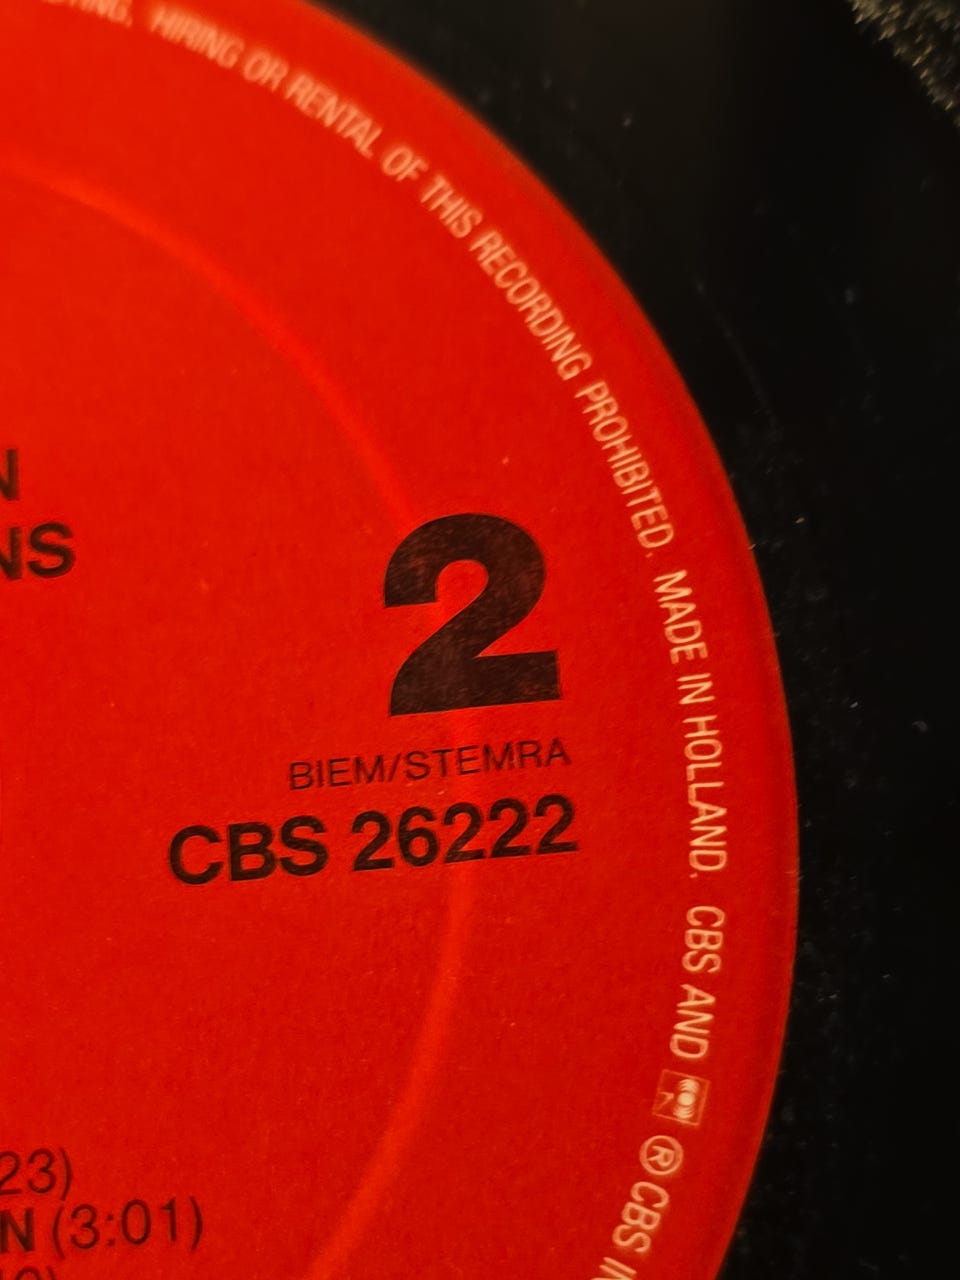 HIRING OR RENTAL OF THIS RECORDING PROHIBITED. MADE IN HOLLAND. CBS AND ® CBS
N
NS
2
BIEM/STEMRA
CBS 26222
23)
N (3:01)